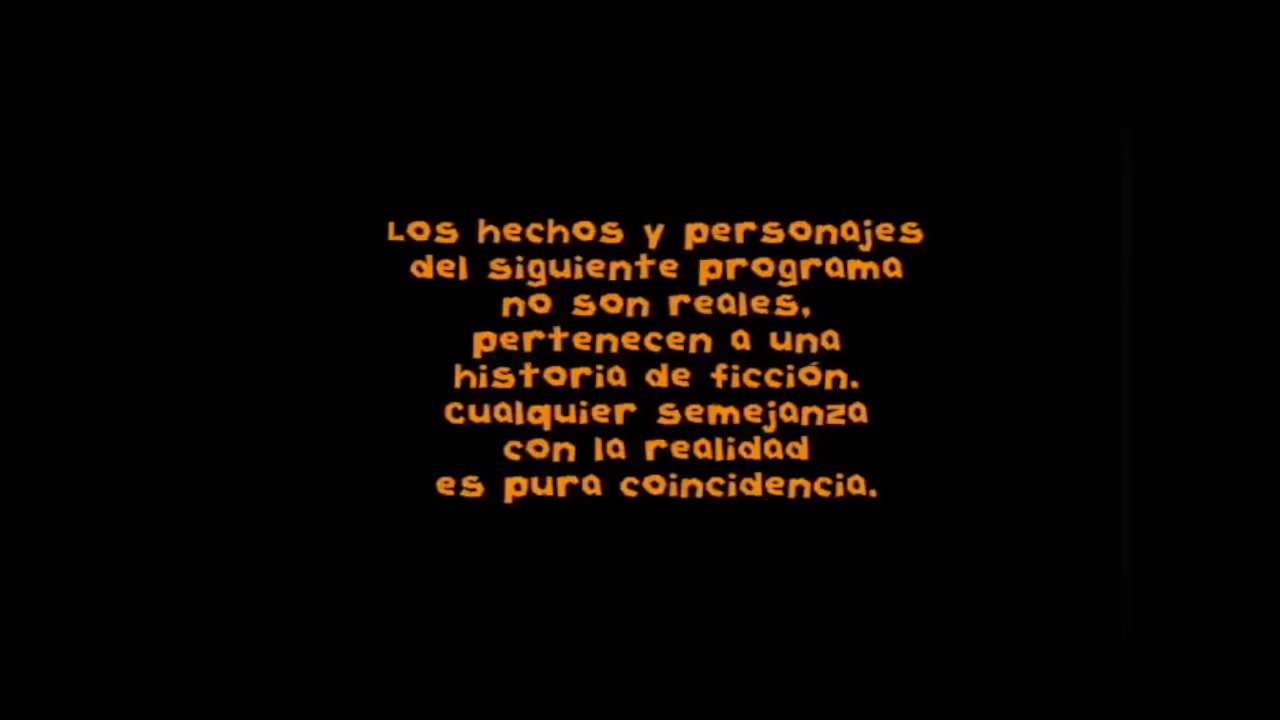 Los hechos y personajes
del siguiente programa
no son reales,
pertenecen a una
historia de ficción.
cualquier semejanza
con la realidad
es pura coincidencia.